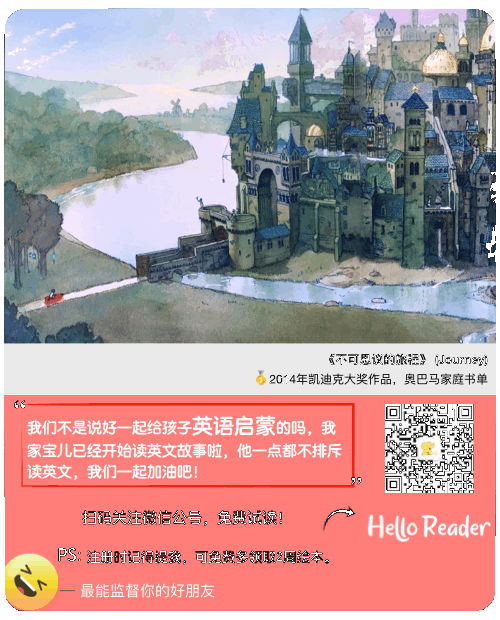 《不可思议的旅程》 (Journey)
🏅2014年凯迪克大奖作品，奥巴马家庭书单
“
我们不是说好一起给孩子英语启蒙的吗，我
家宝儿已经开始读英文故事啦，他一点都不排斥
读英文，我们一起加油吧！
”
扫码关注微信公号，免费试读！
Hello Reader
PS: 注册时记得提我，可免费多领取2周绘本。
— 最能监督你的好朋友